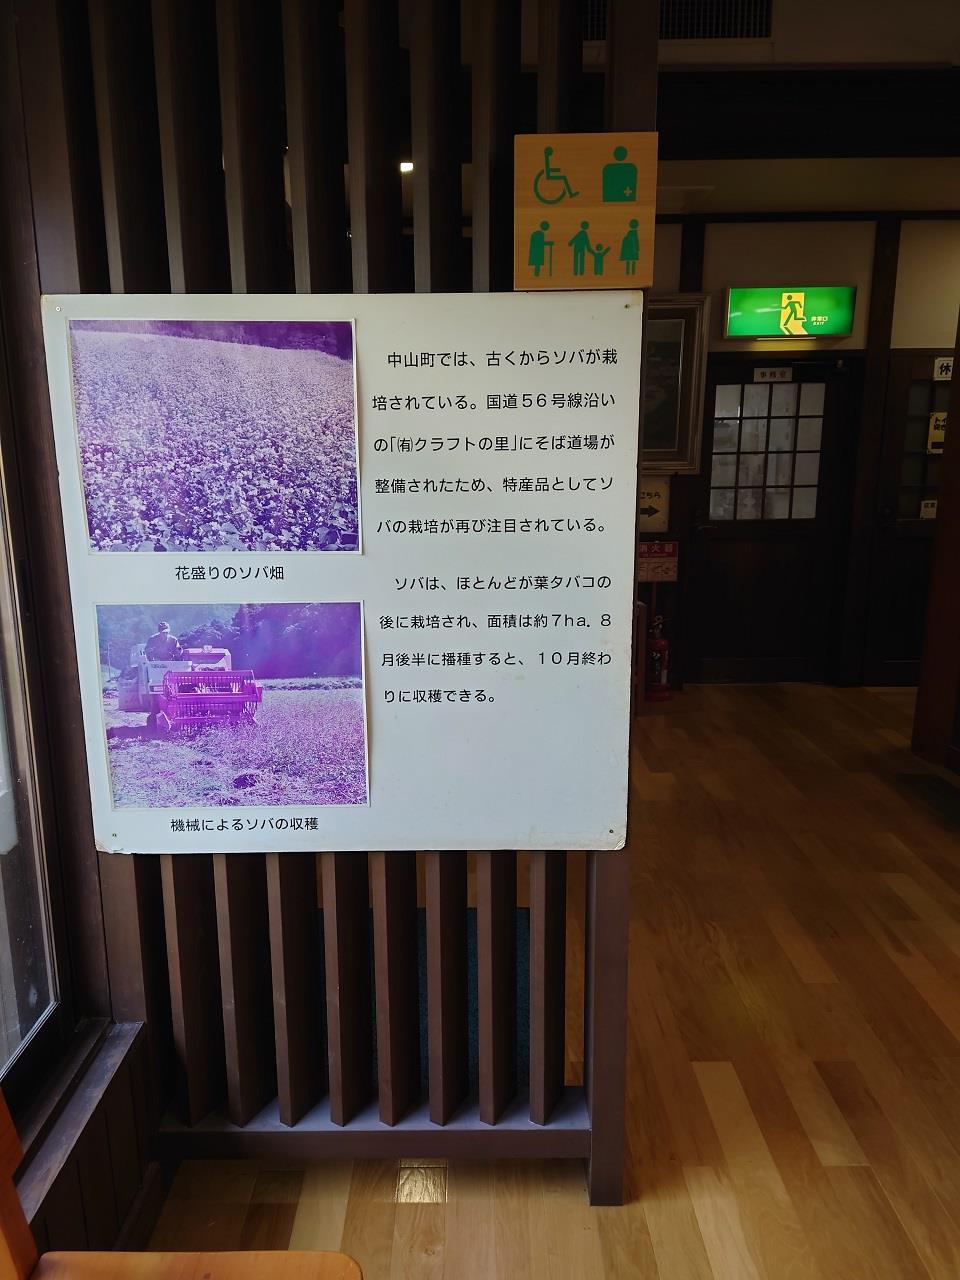 中山町では、古くからソバが栽
培されている。国道５６号線沿い
の「㈲クラフトの里」にそば道場が
整備されたため、特産品としてソ
バの栽培が再び注目されている。
花盛りのソバ畑
ソバは、ほとんどが葉タバコの
後に栽培され、面積は約７ha．８
月後半に播種すると、１０月終わ
りに収穫できる。
機械によるソバの収穫
非常口
EXIT
事務室
休
こちら
消火器